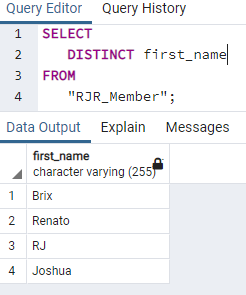 Query Editor Query History
1 SELECT
2 DISTINCT first_name
3 FROM
4 "RJR_Member";
Data Output Explain Messages
first_name
character varying (255)
1 Brix
2 Renato
3 RJ
4 Joshua